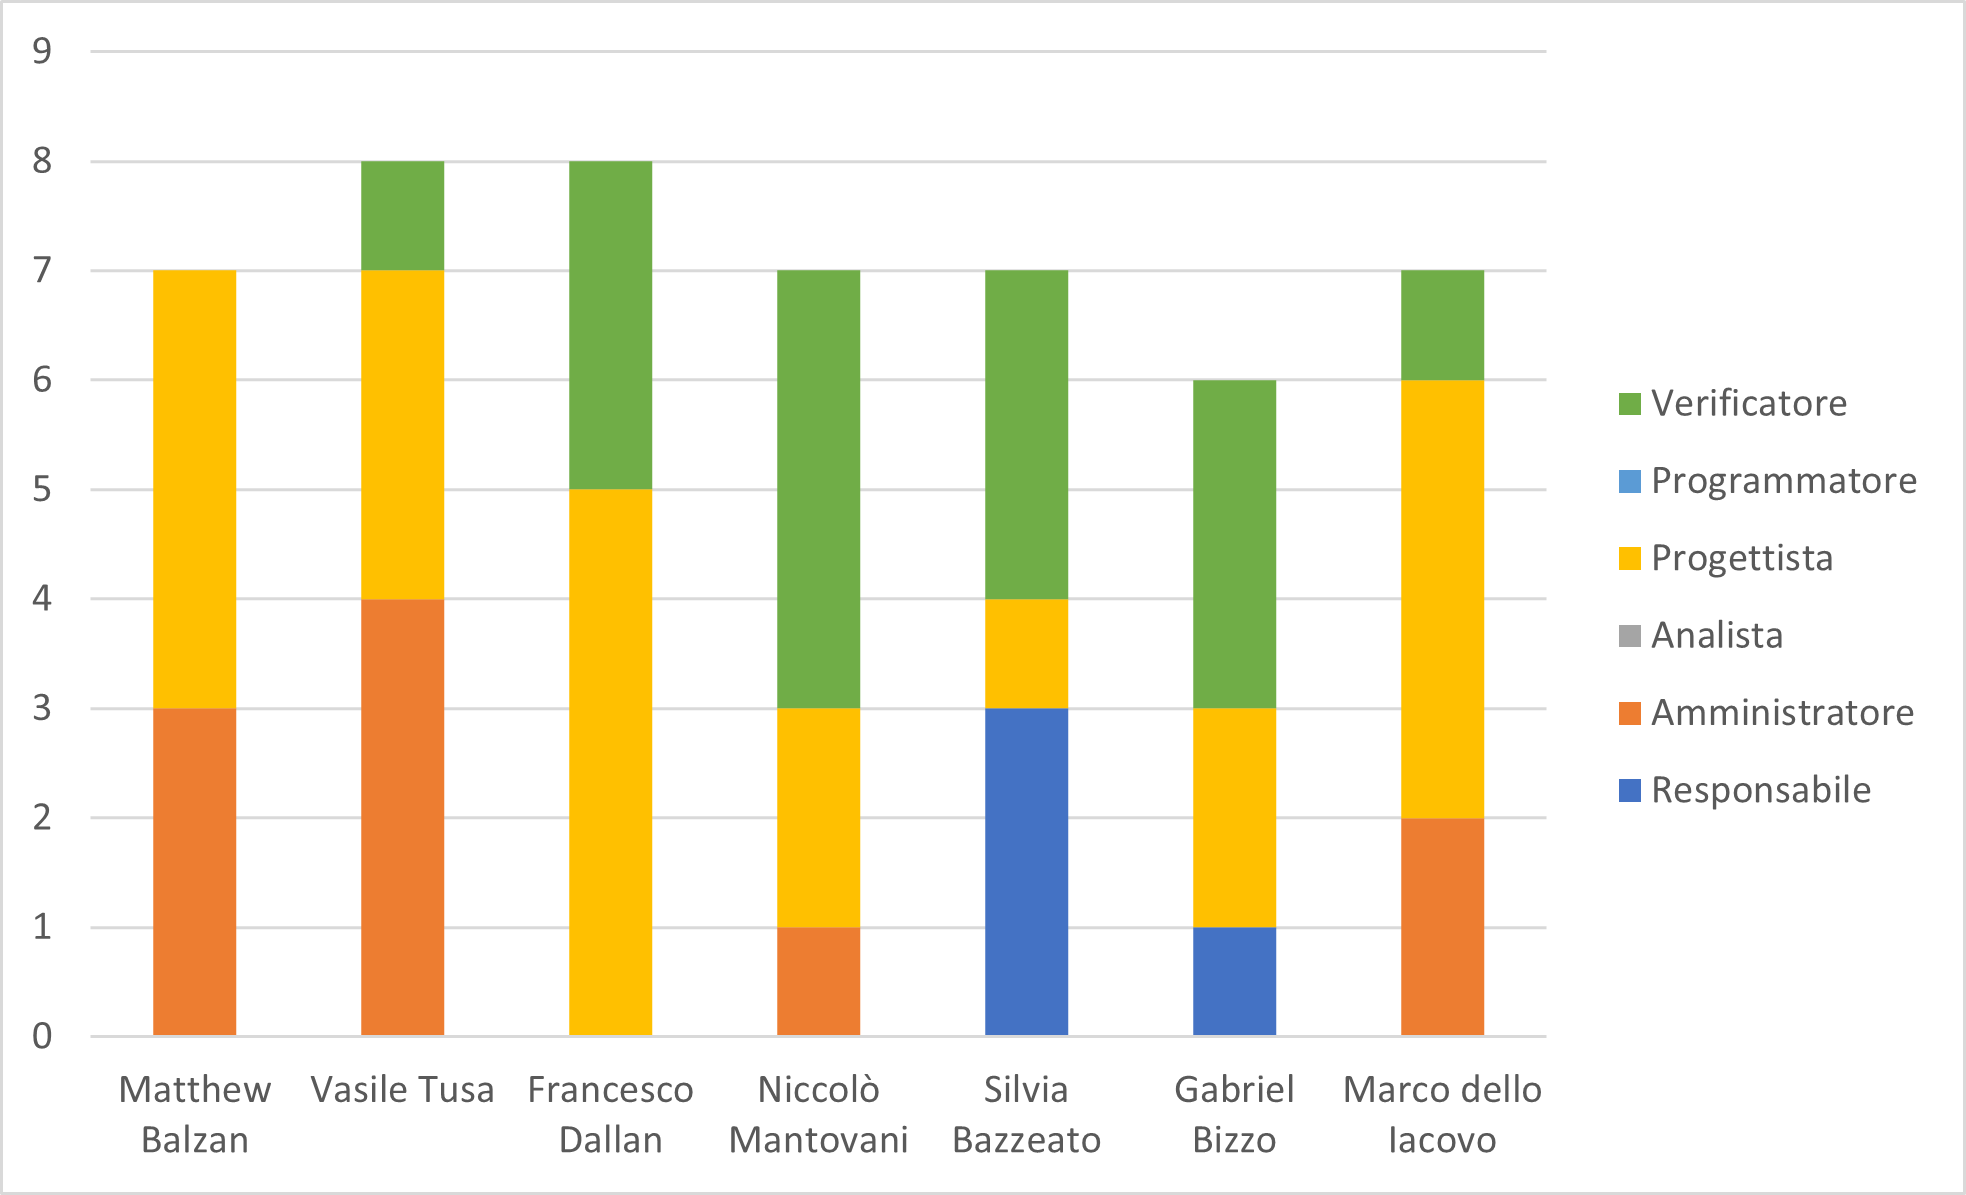 9
8
7
6
5
4
3
2
1
0
Matthew Balzan
Vasile Tusa
Francesco Dallan
Niccolò Mantovani
Silvia Bazzeato
Gabriel Bizzo
Marco dello Iacovo
Verificatore
Programmatore
Progettista
Analista
Amministratore
Responsabile